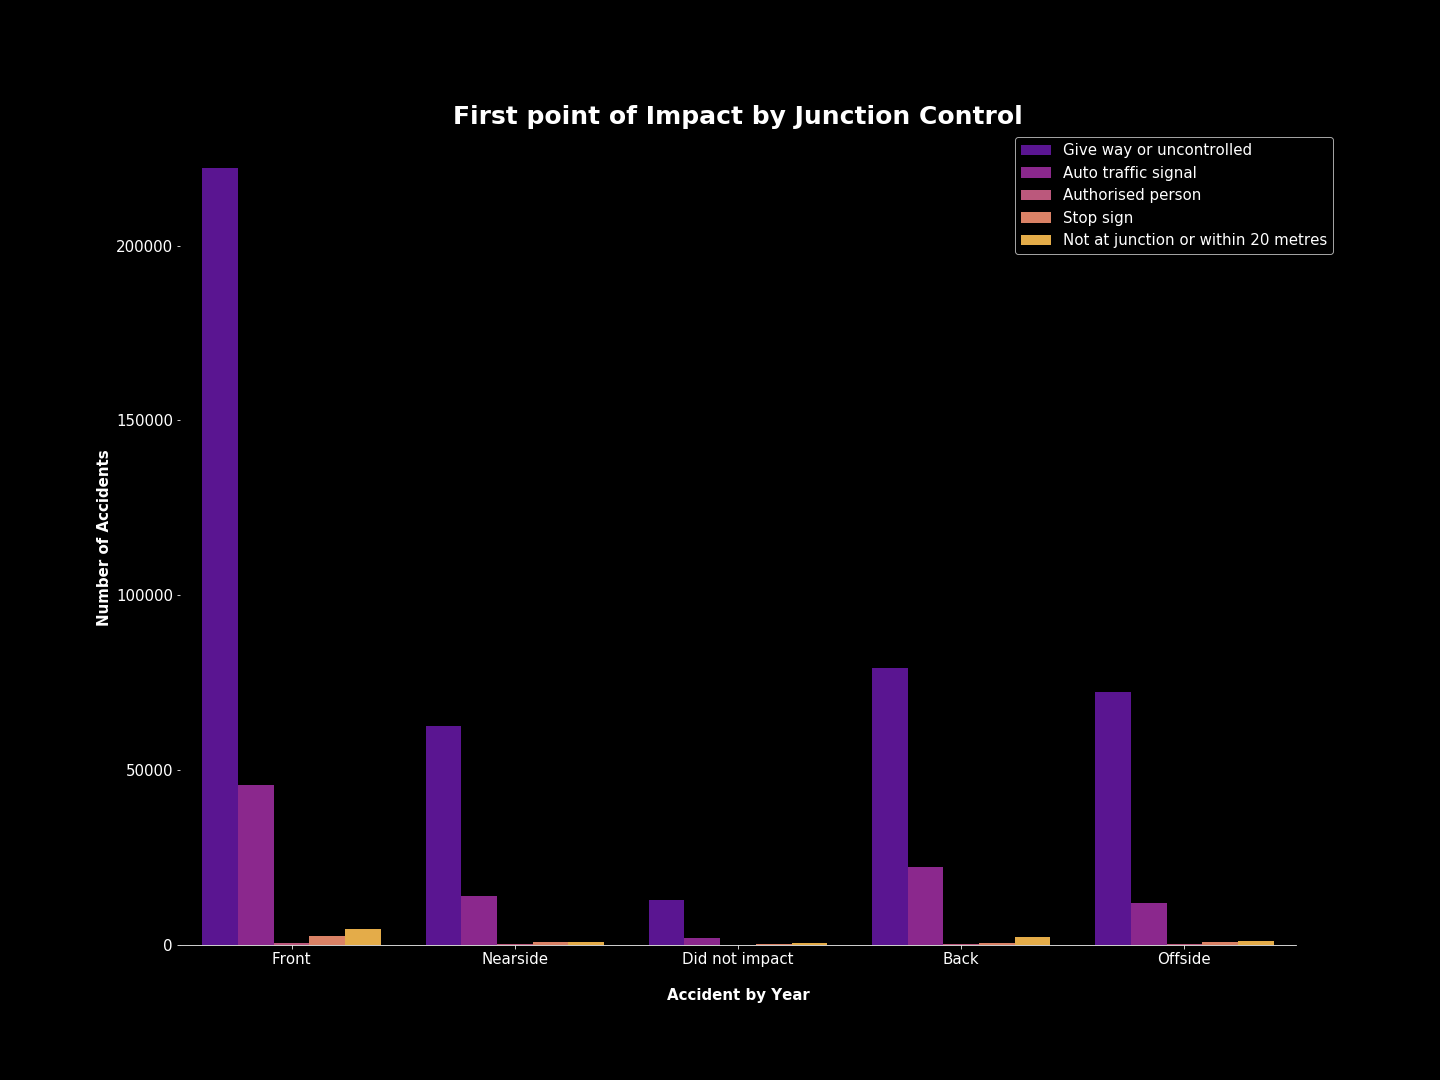 First point of Impact by Junction Control
Give way or uncontrolled
Auto traffic signal
Authorised person
Stop sign
Not at junction or within 20 metres
Number of Accidents
200000
150000
100000
50000
0
Front
Nearside
Did not impact
Back
Offside
Accident by Year